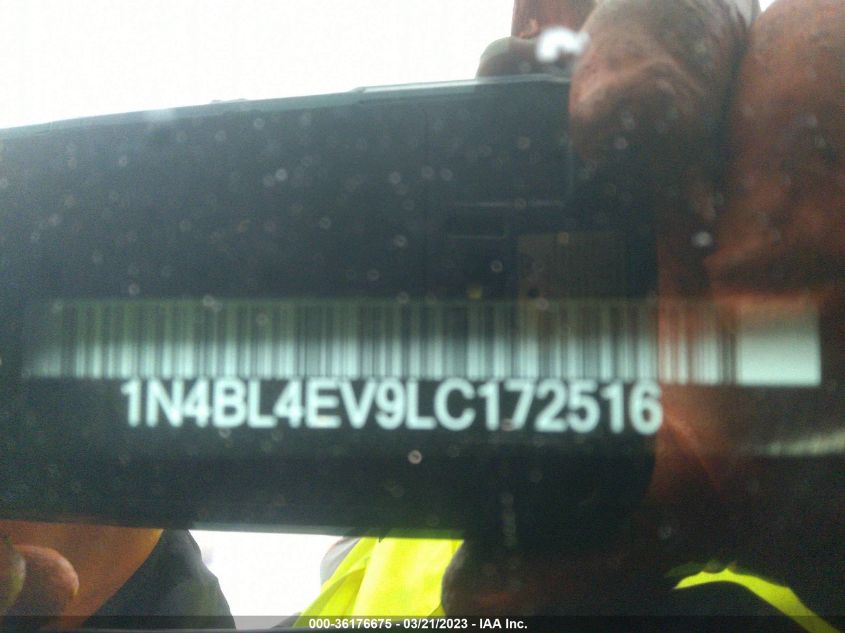 1N4BL4EV9LC172516
000-36176675 - 03/21/2023 - IAA Inc.